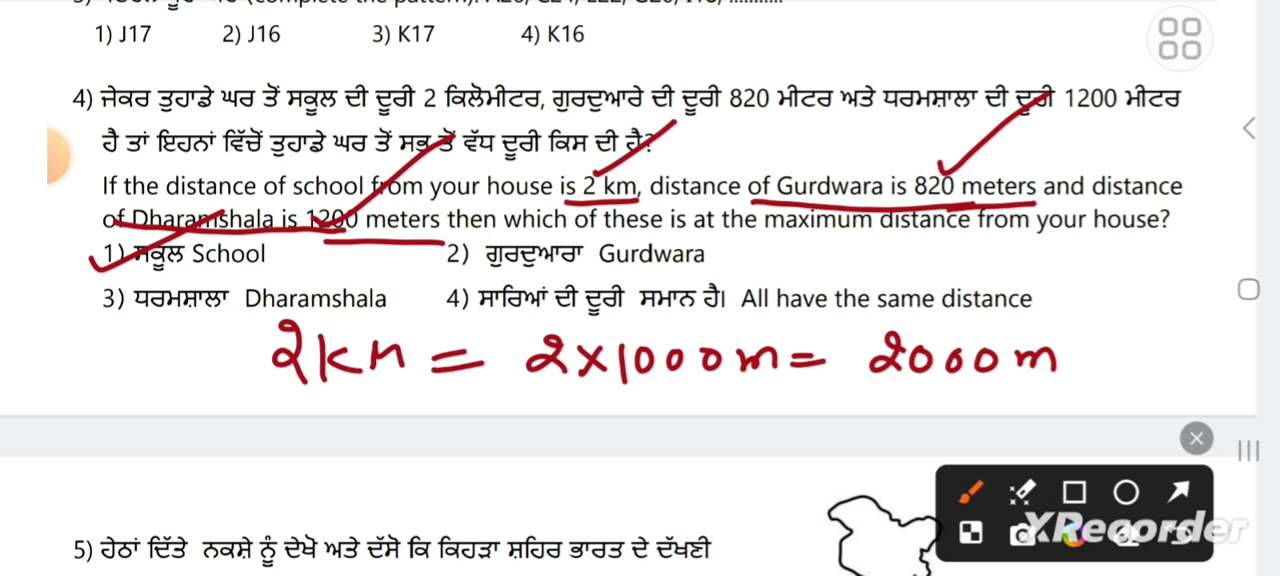 1) J17 2) J16 3) K17 4) K16
4) ਜੇਕਰ ਤੁਹਾਡੇ ਘਰ ਤੋਂ ਸਕੂਲ ਦੀ ਦੂਰੀ 2 ਕਿਲੋਮੀਟਰ, ਗੁਰਦੁਆਰੇ ਦੀ ਦੂਰੀ 820 ਮੀਟਰ ਅਤੇ ਧਰਮਸ਼ਾਲਾ ਦੀ ਦੂਰੀ 1200 ਮੀਟਰ
ਹੈ ਤਾਂ ਇਹਨਾਂ ਵਿੱਚੋਂ ਤੁਹਾਡੇ ਘਰ ਤੋਂ ਸਭ ਤੋਂ ਵੱਧ ਦੂਰੀ ਕਿਸ ਦੀ ਹੈ?
If the distance of school from your house is 2 km, distance of Gurdwara is 820 meters and distance
of Dharamshala is 1200 meters then which of these is at the maximum distance from your house?
1) ਸਕੂਲ School 2) ਗੁਰਦੁਆਰਾ Gurdwara
3) ਧਰਮਸ਼ਾਲਾ Dharamshala 4) ਸਾਰਿਆਂ ਦੀ ਦੂਰੀ ਸਮਾਨ ਹੈ। All have the same distance
2KM = 2×1000m = 2000m
XRecorder
5) ਹੇਠਾਂ ਦਿੱਤੇ ਨਕਸ਼ੇ ਨੂੰ ਦੇਖੋ ਅਤੇ ਦੱਸੋ ਕਿ ਕਿਹੜਾ ਸ਼ਹਿਰ ਭਾਰਤ ਦੇ ਦੱਖਣੀ